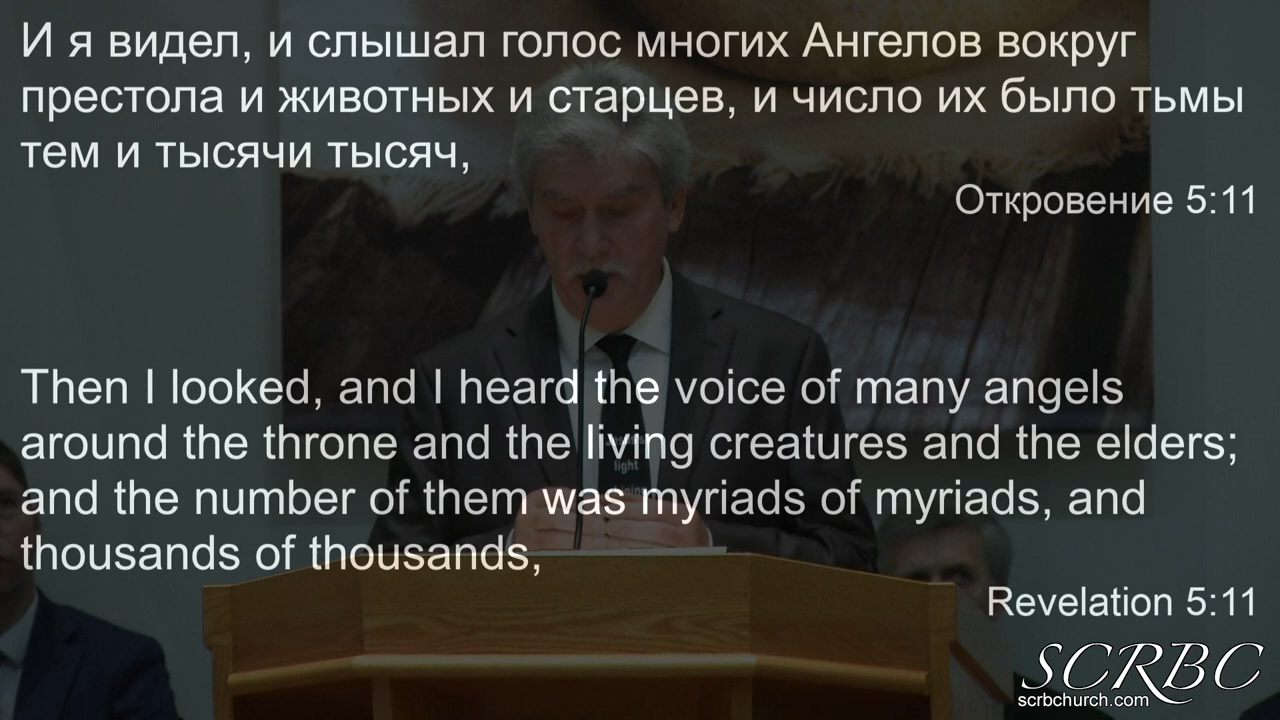 И я видел, и слышал голос многих Ангелов вокруг
престола и животных и старцев, и число их было тьмы
тем и тысячи тысяч,
Откровение 5:11
Then I looked, and I heard the voice of many angels
around the throne and the living creatures and the elders;
and the number of them was myriads of myriads, and
thousands of thousands,
Revelation 5:11
light
SCRBC
scrbchurch.com